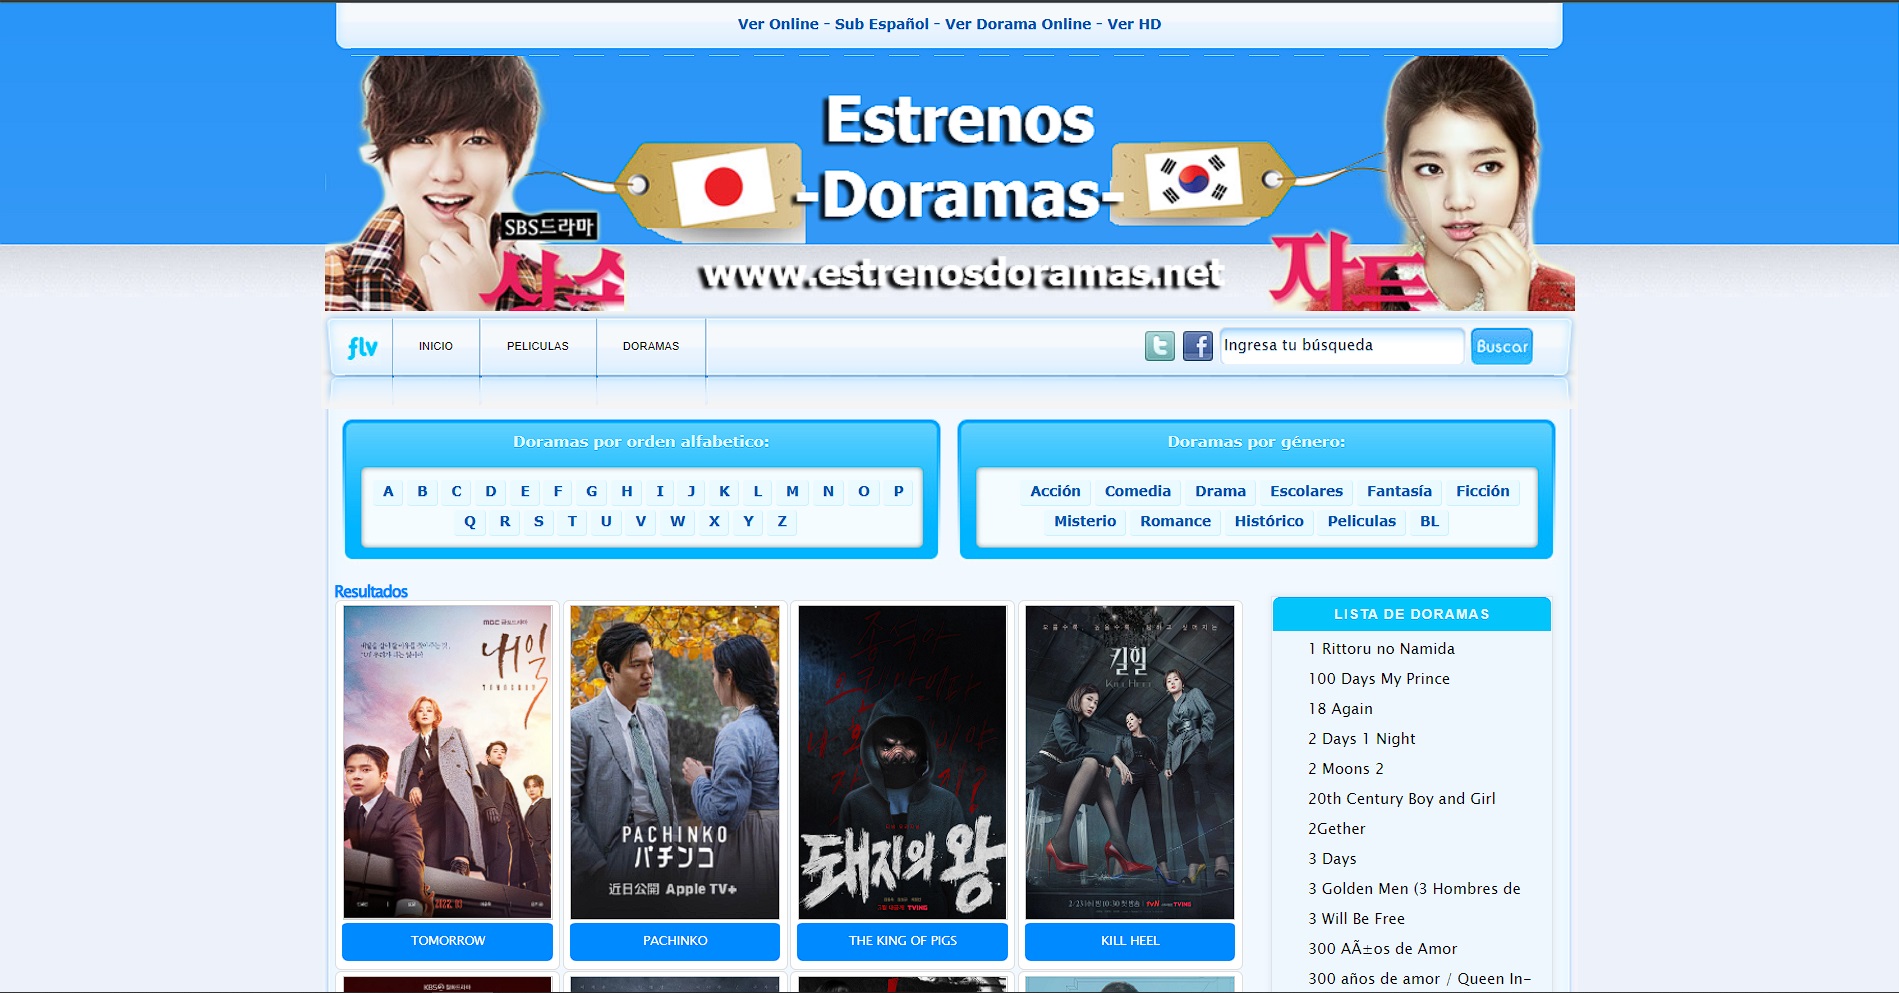 Ver Online - Sub Español - Ver Dorama Online - Ver HD
Estrenos
-Doramas-
SBS드라마
www.estrenosdoramas.net
flv
INICIO
PELICULAS
DORAMAS
Ingresa tu búsqueda
Buscar
Doramas por orden alfabetico:
A B C D E F G H I J K L M N O P
Q R S T U V W X Y Z
Doramas por género:
Acción Comedia Drama Escolares Fantasía Ficción
Misterio Romance Histórico Peliculas BL
Resultados
내일
TOMORROW
PACHINKO
パチンコ
近日公開 Apple TV+
PACHINKO
돼지의 왕
TVING
THE KING OF PIGS
킬힐
KILL HEEL
tvN
TVING
KILL HEEL
LISTA DE DORAMAS
1 Rittoru no Namida
100 Days My Prince
18 Again
2 Days 1 Night
2 Moons 2
20th Century Boy and Girl
2Gether
3 Days
3 Golden Men (3 Hombres de
3 Will Be Free
300 AÃ±os de Amor
300 años de amor / Queen In-